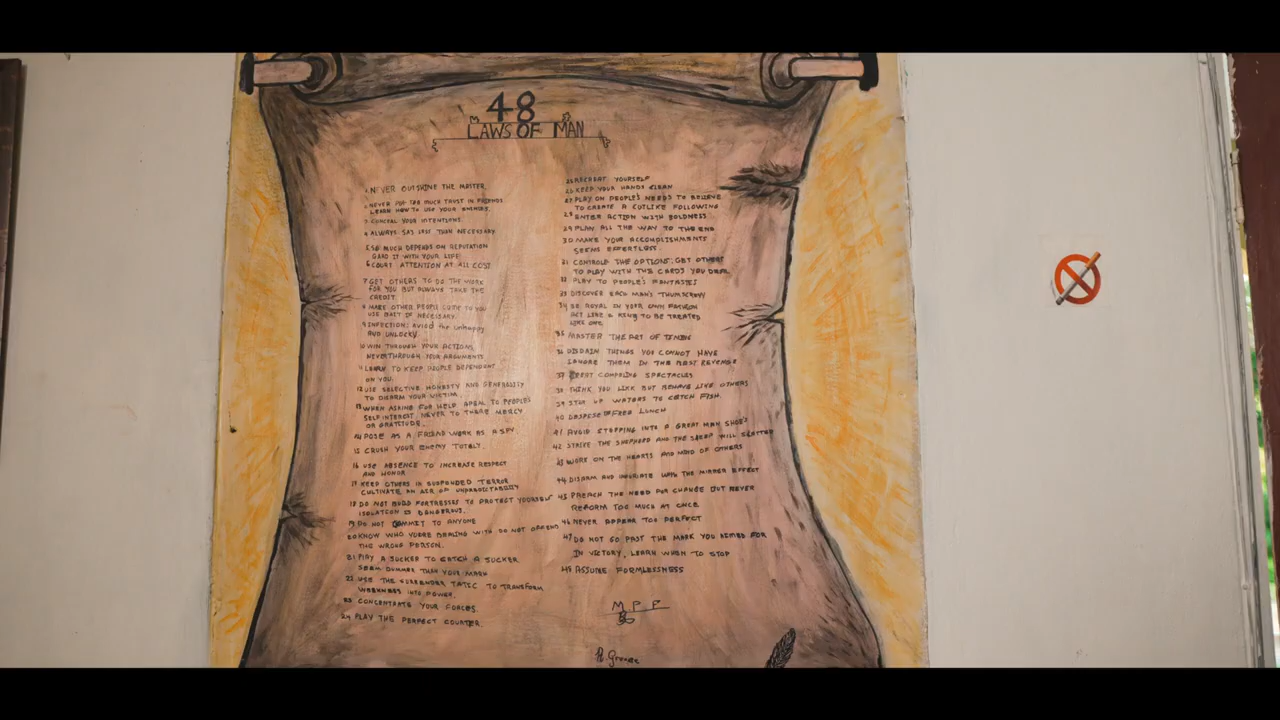 48
LAWS OF MAN
1. NEVER OUTSHINE THE MASTER.
2. NEVER PUT TOO MUCH TRUST IN FRIENDS
LEARN HOW TO USE YOUR ENEMIES.
3 CONCEAL YOUR INTENTIONS.
4 ALWAYS SAY LESS THAN NECESSARY
5 SO MUCH DEPENDS ON REPUTATION
GARD IT WITH YOUR LIFE
6 COURT ATTENTION AT ALL COST
7 GET OTHERS TO DO THE WORK
FOR YOU BUT ALWAYS TAKE THE
CREDIT.
8 MAKE OTHER PEOPLE COME TO YOU
USE BAIT IF NECESSARY.
9 INFECTION: AVIOD the unhappy
AND UNLUCKY
10 WIN THROUGH YOUR ACTIONS
NEVER THROUGH YOUR ARGUMENTS
11 LEARN TO KEEP PEOPLE DEPENDENT
ON YOU.
12 USE SELECTIVE HONESTY AND GENEROSITY
TO DISARM YOUR VICTIM.
13 WHEN ASKING FOR HELP APEAL TO PEOPLES
SELF INTEREST, NEVER TO THERE MERCY
OR GRATITUDE.
14 POSE AS A FRIEND WORK AS A SPY
15 CRUSH YOUR ENEMY TOTALY.
16 USE ABSENCE TO INCREASE RESPECT
AND HONOR
17 KEEP OTHERS IN SUSPENDED TERROR
CULTIVATE AN AIR OF UNPREDICTABILITY
18 DO NOT BUILD FORTRESSES TO PROTECT YOURSELF
ISOLATION IS DANGEROUS.
19 DO NOT COMMIT TO ANYONE
20 KNOW WHO YOURE DEALING WITH DO NOT OFFEND
THE WRONG PERSON.
21 PLAY A SUCKER TO CATCH A SUCKER
SEEM DUMMER THAN YOUR MARK
22 USE THE SURRENDER TATIC TO TRANSFORM
WEAKNESS INTO POWER.
23 CONCENTRATE YOUR FORCES.
24 PLAY THE PERFECT COURTER.
25 RECREAT YOURSELF
26 KEEP YOUR HANDS CLEAN
27 PLAY ON PEOPLE'S NEEDS TO BELIEVE
TO CREATE A CUTLIKE FOLLOWING
28 ENTER ACTION WITH BOLDNESS
29 PLAN ALL THE WAY TO THE END
30 MAKE YOUR ACCOMPLISHMENTS
SEEMS EFFORTLESS.
31 CONTROLE THE OPTIONS: GET OTHERS
TO PLAY WITH THE CARDS YOU DEAL
32 PLAY TO PEOPLE'S FANTASIES
33 DISCOVER EACH MAN'S THUMSCREW
34 BE ROYAL IN YOUR OWN FASHION
ACT LIKE A KING TO BE TREATED
LIKE ONE.
35 MASTER THE ART OF TIMING
36 DISDAIN THINGS YOU CONNOT HAVE
IGNORE THEM IS THE BEST REVENGE
37 CREAT COMPELING SPECTACLES
38 THINK YOU LIKE BUT BEHAVE LIKE OTHERS
39 STIR UP WATERS TO CATCH FISH.
40 DESPISE FREE LUNCH
41 AVOID STEPPING INTO A GREAT MAN SHOE'S
42 STRIKE THE SHEPHERD AND THE SHEEP WILL SCATTER
43 WORK ON THE HEARTS AND MIND OF OTHERS
44 DISARM AND INFURIATE WITH THE MIRROR EFFECT
45 PREACH THE NEED FOR CHANGE BUT NEVER
REFORM TOO MUCH AT ONCE
46 NEVER APPEAR TOO PERFECT
47 DO NOT GO PAST THE MARK YOU AIMED FOR
IN VICTORY, LEARN WHEN TO STOP
48 ASSUME FORMLESSNESS
M P F
R. Greene